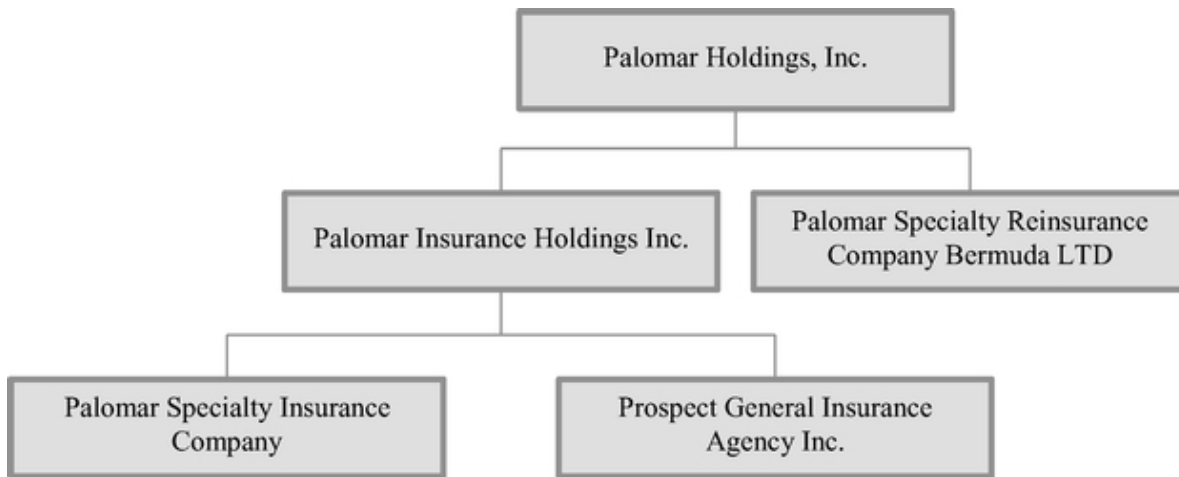 Palomar Holdings, Inc.
Palomar Insurance Holdings Inc.
Palomar Specialty Reinsurance
Company Bermuda LTD
Palomar Specialty Insurance
Company
Prospect General Insurance
Agency Inc.